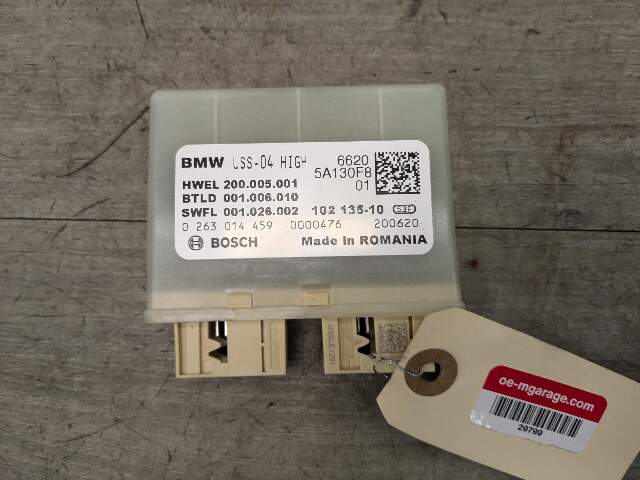 BMW USS-04 HIGH 6620
5A130F8
HWEL 200.005.001 01
BTLD 001.006.010
SWFL 001.026.002 102 135-10
0 263 014 459 0000476 200620
BOSCH Made In ROMANIA
oe-mgarage.com
29799